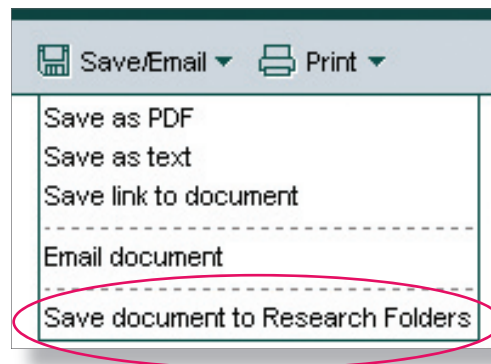 Save/Email Print
Save as PDF
Save as text
Save link to document
Email document
Save document to Research Folders